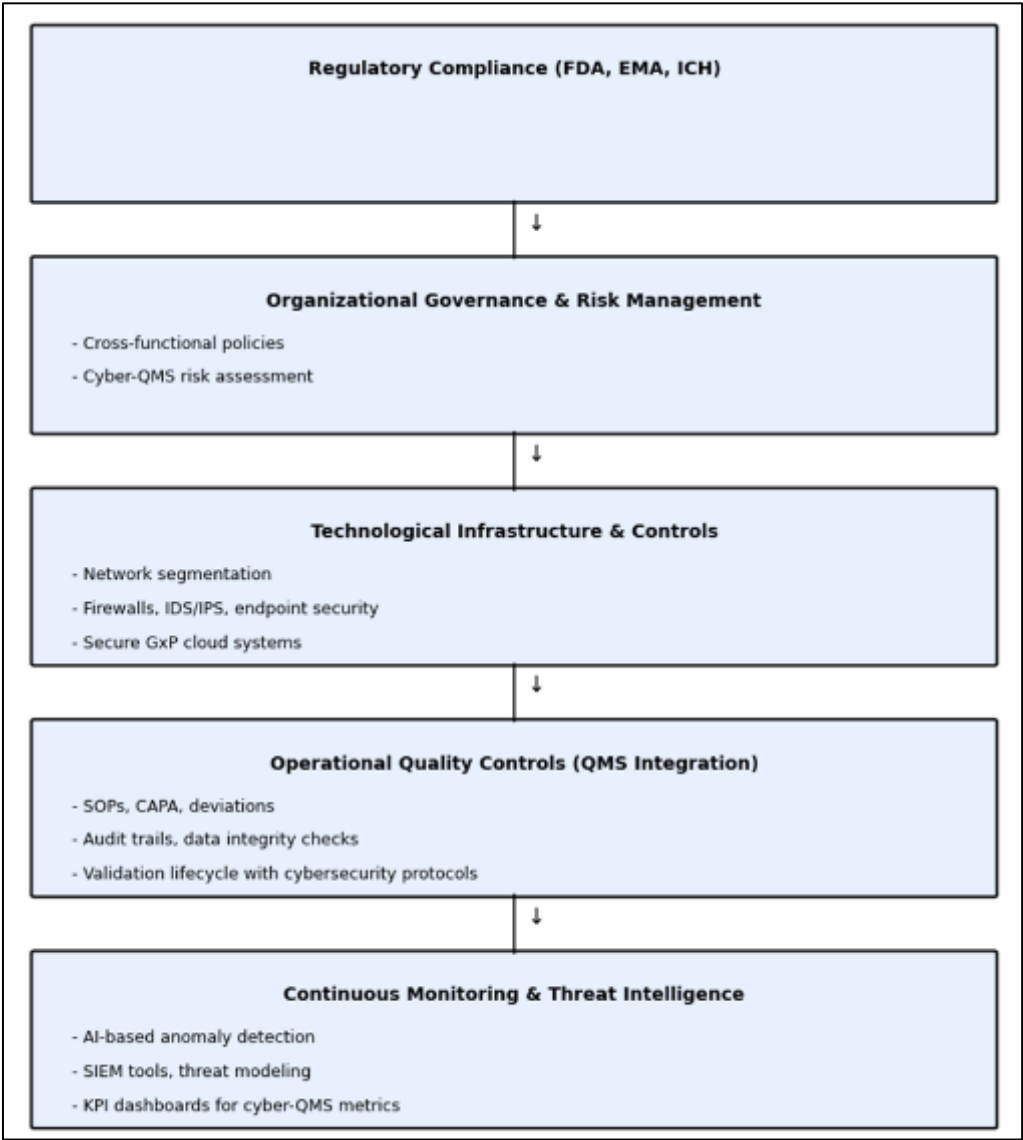 Regulatory Compliance (FDA, EMA, ICH)
↓
Organizational Governance & Risk Management
- Cross-functional policies
- Cyber-QMS risk assessment
↓
Technological Infrastructure & Controls
- Network segmentation
- Firewalls, IDS/IPS, endpoint security
- Secure GxP cloud systems
↓
Operational Quality Controls (QMS Integration)
- SOPs, CAPA, deviations
- Audit trails, data integrity checks
- Validation lifecycle with cybersecurity protocols
↓
Continuous Monitoring & Threat Intelligence
- AI-based anomaly detection
- SIEM tools, threat modeling
- KPI dashboards for cyber-QMS metrics